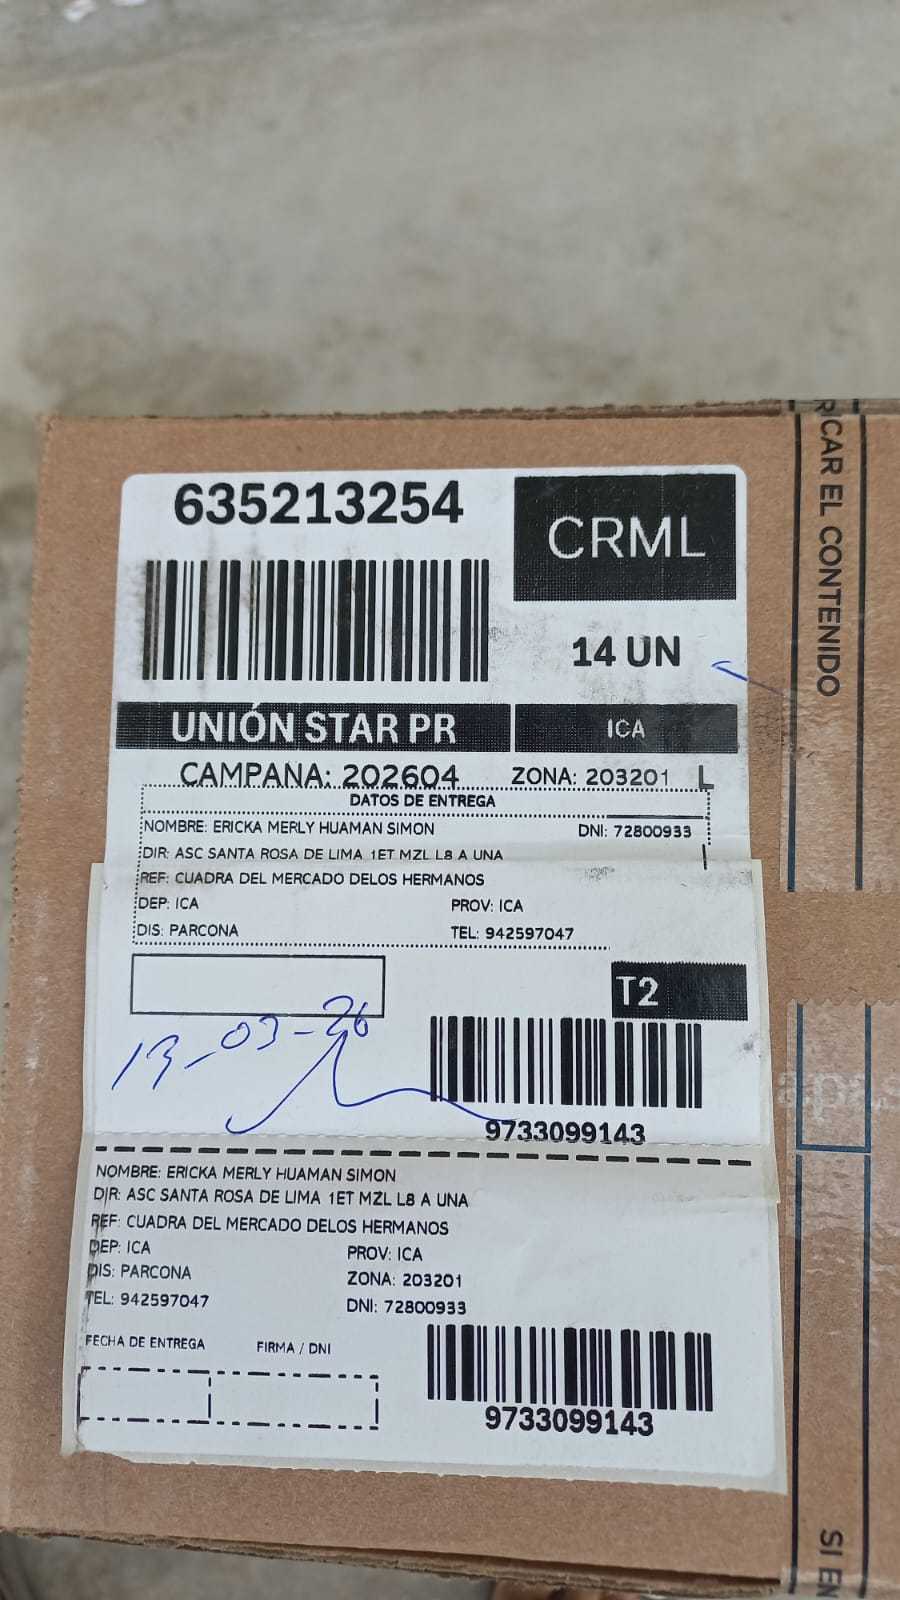 635213254
CRML
14 UN
UNIÓN STAR PR
ICA
CAMPANA: 202604
ZONA: 203201 L
DATOS DE ENTREGA
NOMBRE: ERICKA MERLY HUAMAN SIMON DNI: 72800933
DIR: ASC SANTA ROSA DE LIMA 1ET MZL L8 A UNA
REF: CUADRA DEL MERCADO DELOS HERMANOS
DEP: ICA PROV: ICA
DIS: PARCONA TEL: 942597047
T2
13-03-26
9733099143
NOMBRE: ERICKA MERLY HUAMAN SIMON
DIR: ASC SANTA ROSA DE LIMA 1ET MZL L8 A UNA
REF: CUADRA DEL MERCADO DELOS HERMANOS
DEP: ICA PROV: ICA
DIS: PARCONA ZONA: 203201
TEL: 942597047 DNI: 72800933
FECHA DE ENTREGA FIRMA / DNI
9733099143
EL CONTENIDO
SI EN